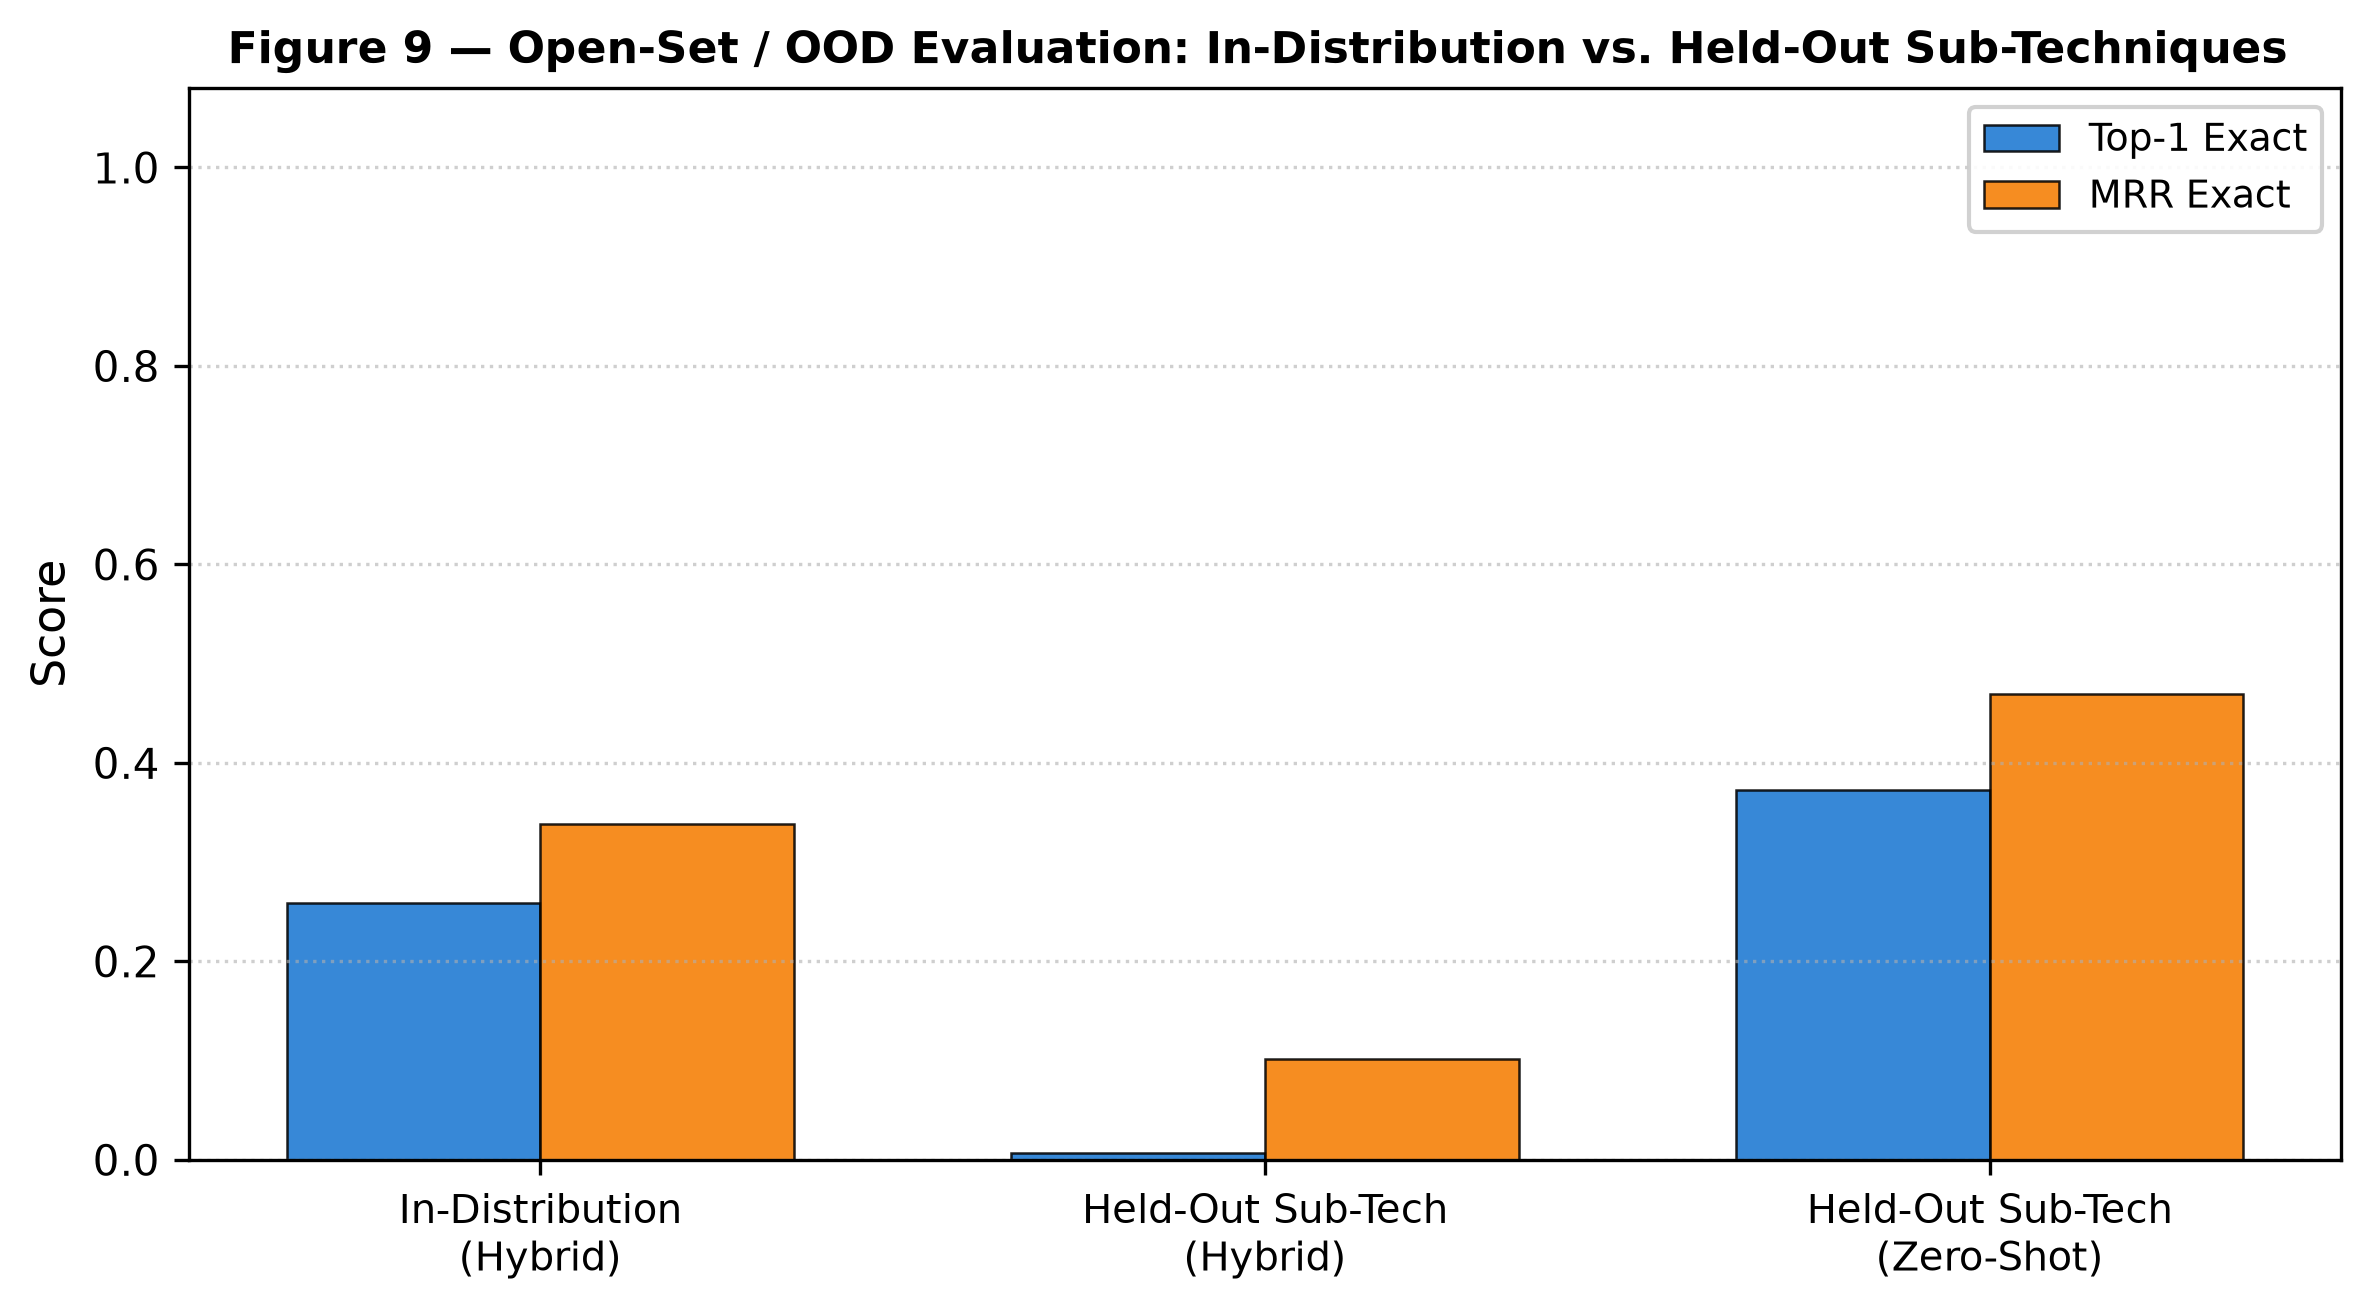 Figure 9 — Open-Set / OOD Evaluation: In-Distribution vs. Held-Out Sub-Techniques
Top-1 Exact
MRR Exact
Score
1.0
0.8
0.6
0.4
0.2
0.0
In-Distribution
(Hybrid)
Held-Out Sub-Tech
(Hybrid)
Held-Out Sub-Tech
(Zero-Shot)